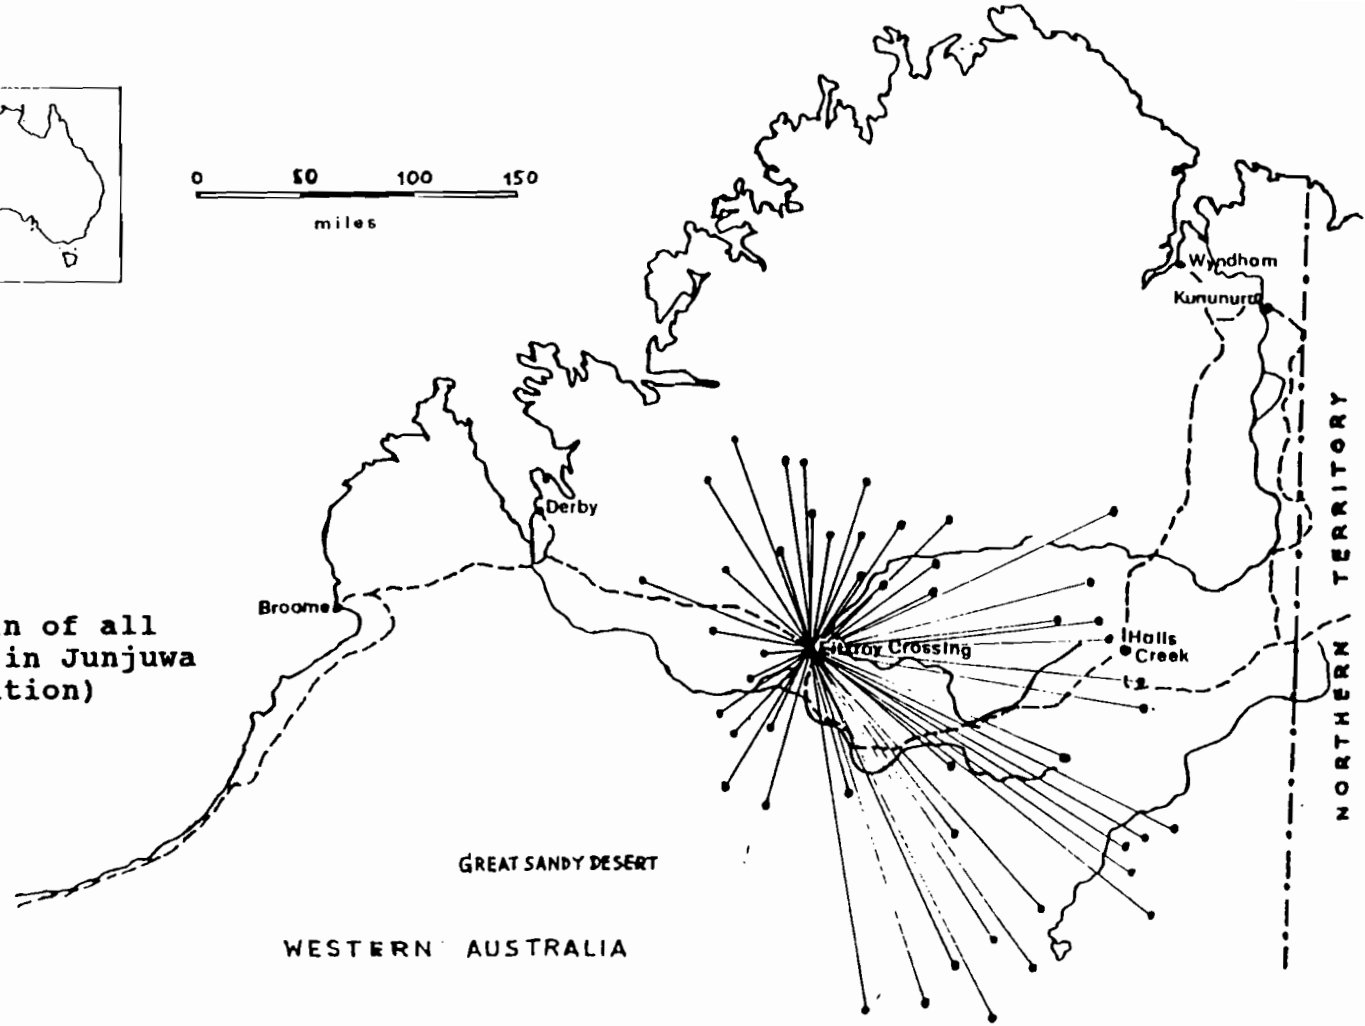 0 50 100 150
miles
Wyndham
Kununurra
Derby
Broome
n of all
in Junjuwa
tion)
Fitzroy Crossing
Halls
Creek
GREAT SANDY DESERT
WESTERN AUSTRALIA
NORTHERN TERRITORY